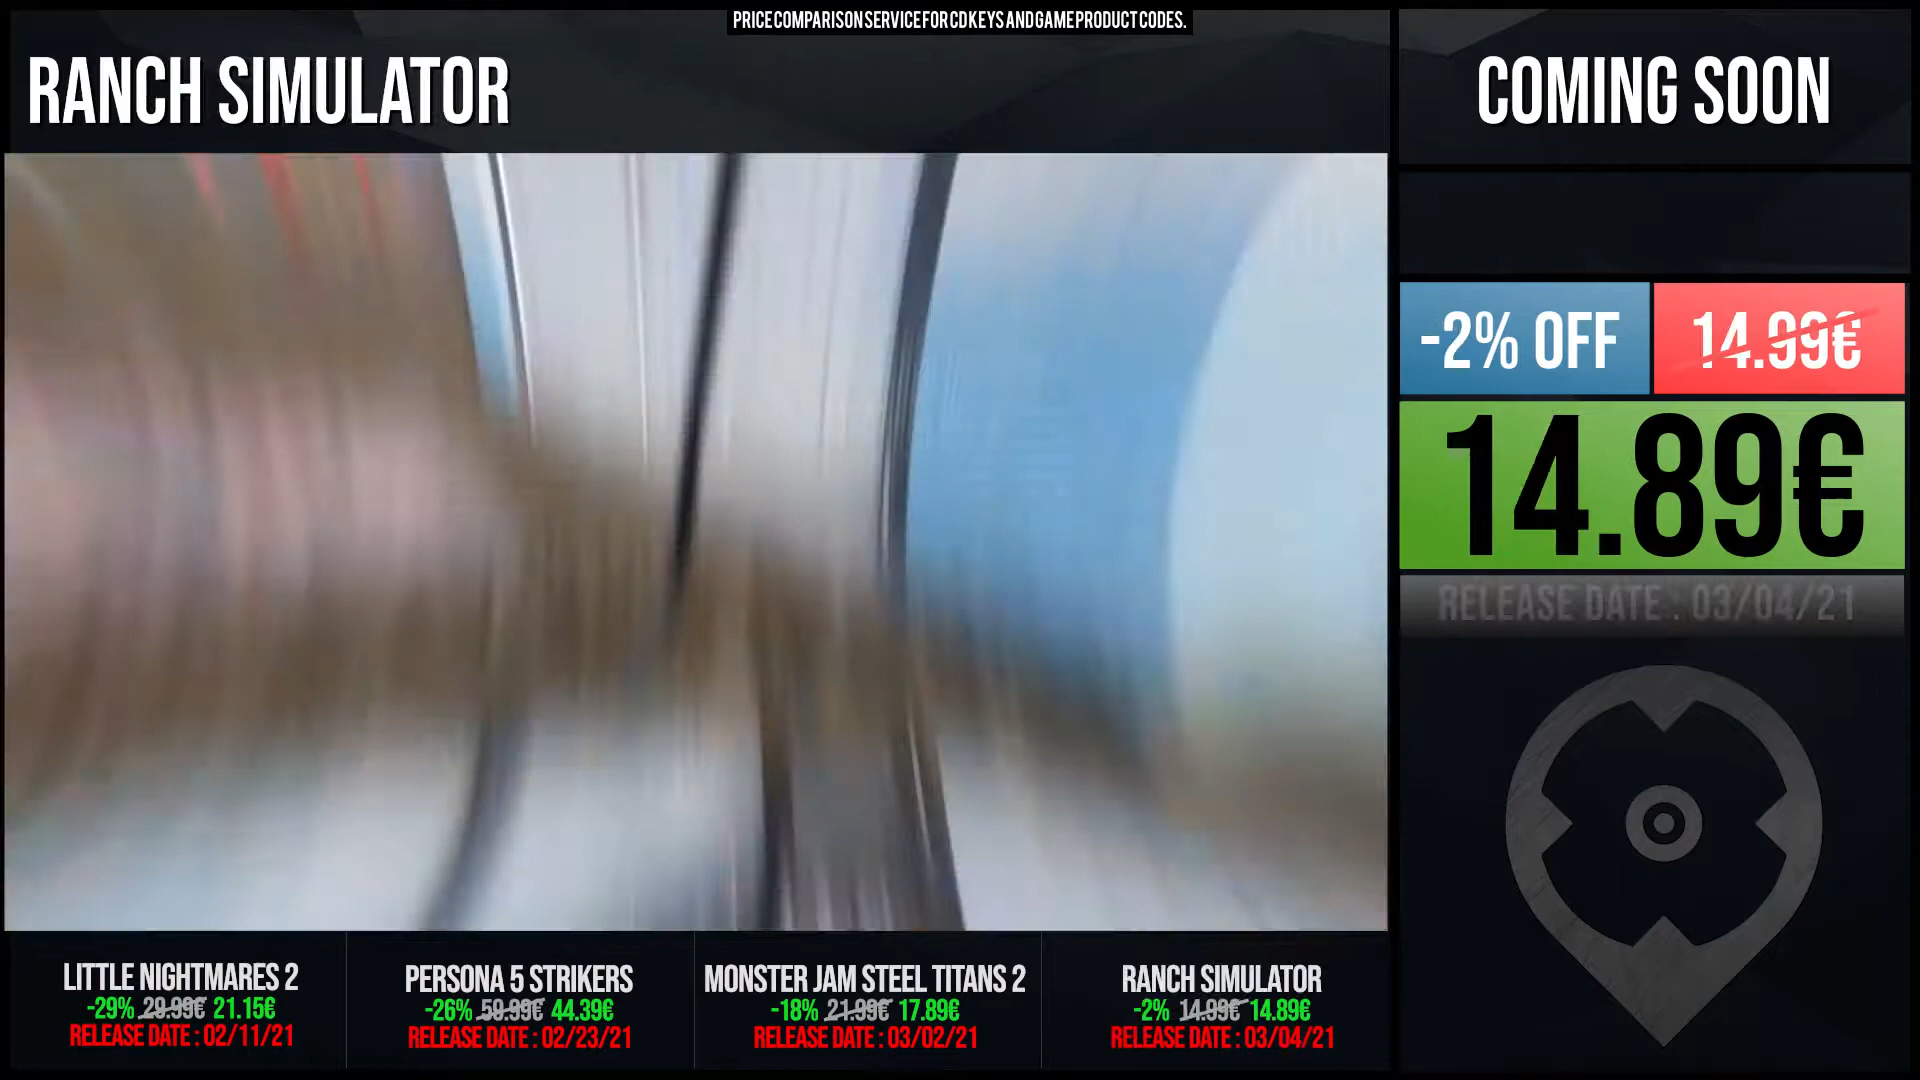 PRICE COMPARISON SERVICE FOR CD KEYS AND GAME PRODUCT CODES.
RANCH SIMULATOR
COMING SOON
-2% OFF
14.99€
14.89€
RELEASE DATE : 03/04/21
LITTLE NIGHTMARES 2
-29% 29.99€ 21.15€
RELEASE DATE : 02/11/21
PERSONA 5 STRIKERS
-26% 59.99€ 44.39€
RELEASE DATE : 02/23/21
MONSTER JAM STEEL TITANS 2
-18% 21.99€ 17.89€
RELEASE DATE : 03/02/21
RANCH SIMULATOR
-2% 14.99€ 14.89€
RELEASE DATE : 03/04/21